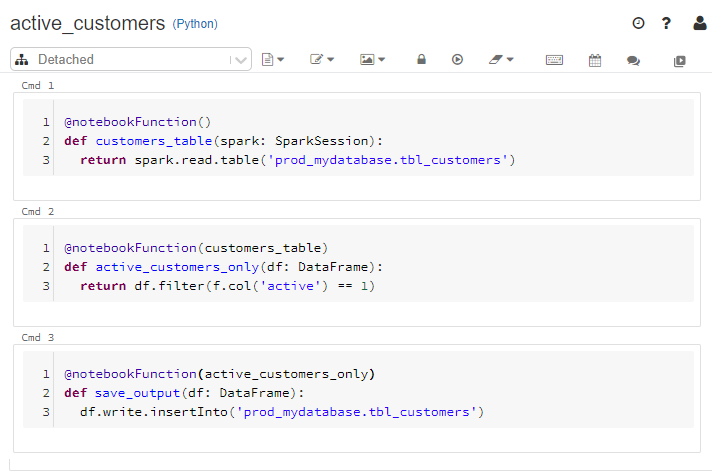 active_customers (Python)
?
Detached
Cmd 1
1 @notebookFunction()
2 def customers_table(spark: SparkSession):
3   return spark.read.table('prod_mydatabase.tbl_customers')
Cmd 2
1 @notebookFunction(customers_table)
2 def active_customers_only(df: DataFrame):
3   return df.filter(f.col('active') == 1)
Cmd 3
1 @notebookFunction(active_customers_only)
2 def save_output(df: DataFrame):
3   df.write.insertInto('prod_mydatabase.tbl_customers')